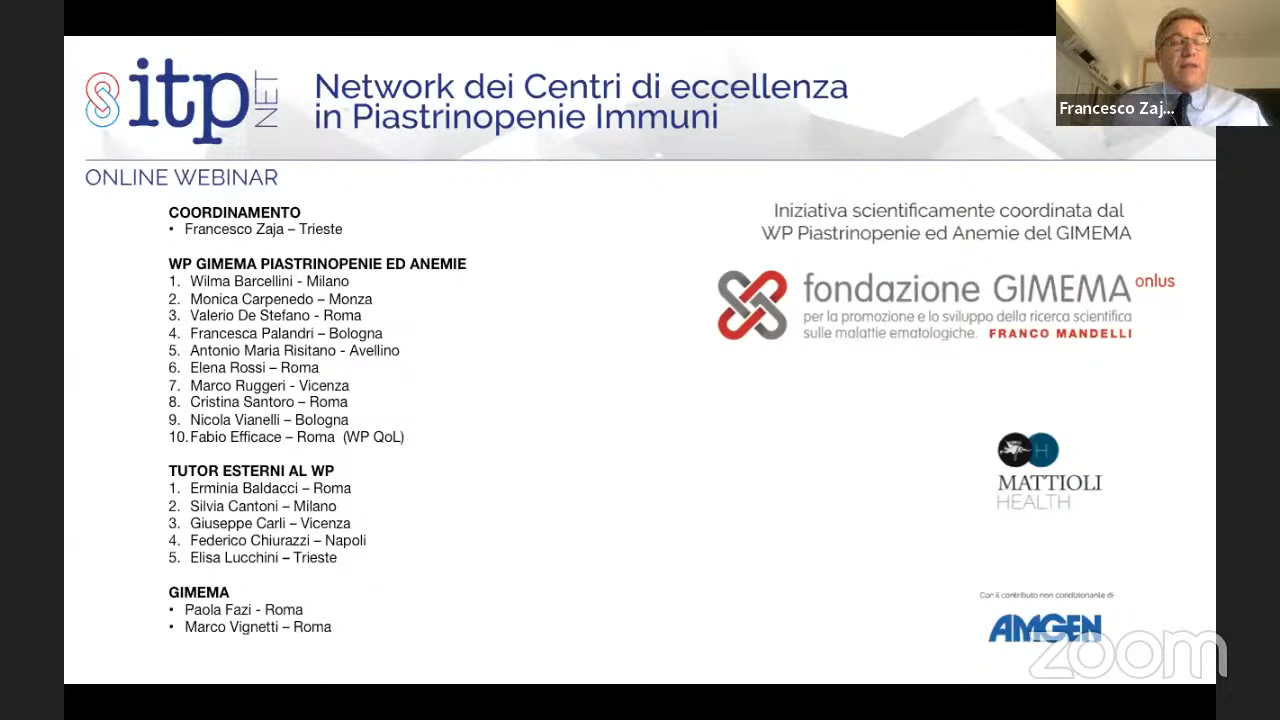 itp
NET
Network dei Centri di eccellenza
in Piastrinopenie Immuni
Francesco Zaj...
ONLINE WEBINAR
COORDINAMENTO
• Francesco Zaja – Trieste
WP GIMEMA PIASTRINOPENIE ED ANEMIE
1. Wilma Barcellini - Milano
2. Monica Carpenedo – Monza
3. Valerio De Stefano - Roma
4. Francesca Palandri – Bologna
5. Antonio Maria Risitano - Avellino
6. Elena Rossi – Roma
7. Marco Ruggeri - Vicenza
8. Cristina Santoro – Roma
9. Nicola Vianelli – Bologna
10. Fabio Efficace – Roma (WP QoL)
TUTOR ESTERNI AL WP
1. Erminia Baldacci – Roma
2. Silvia Cantoni – Milano
3. Giuseppe Carli – Vicenza
4. Federico Chiurazzi – Napoli
5. Elisa Lucchini – Trieste
GIMEMA
• Paola Fazi - Roma
• Marco Vignetti – Roma
Iniziativa scientificamente coordinata dal
WP Piastrinopenie ed Anemie del GIMEMA
fondazione GIMEMA onlus
per la promozione e lo sviluppo della ricerca scientifica
sulle malattie ematologiche. FRANCO MANDELLI
H
MATTIOLI
HEALTH
Con il contributo non condizionante di
AMGEN
zoom